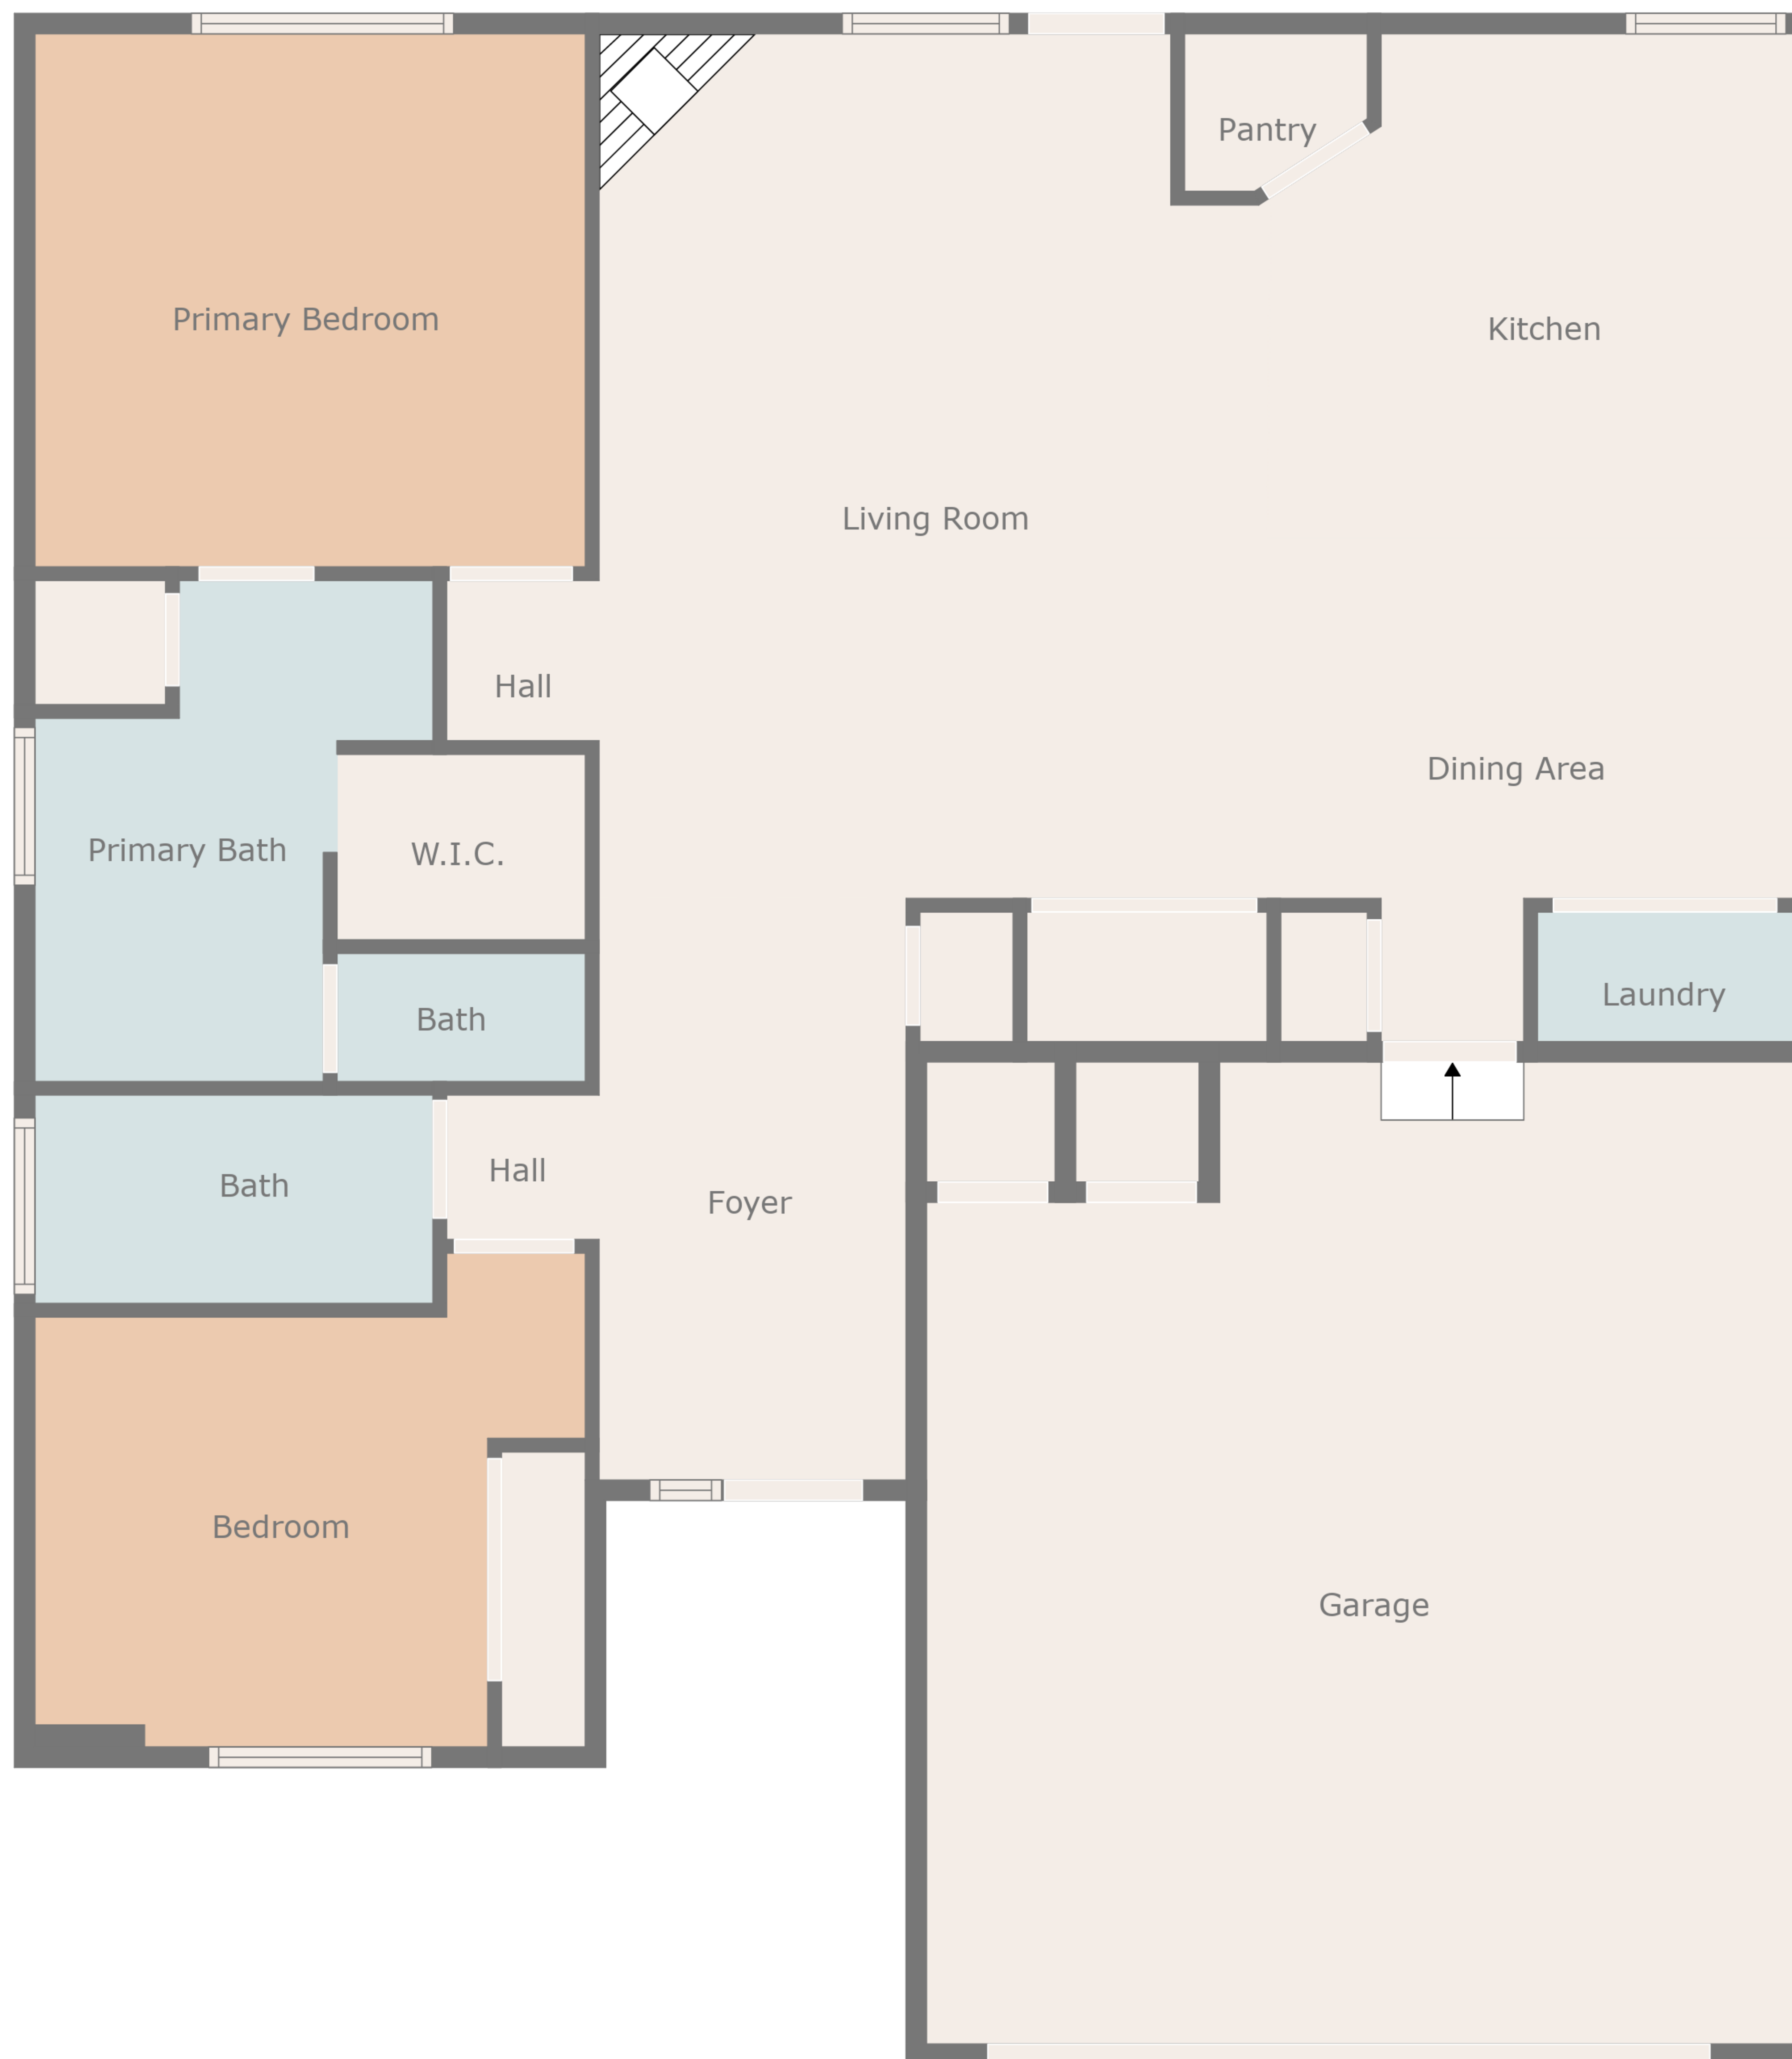 Pantry
Primary Bedroom
Kitchen
Living Room
Hall
Dining Area
Primary Bath
W.I.C.
Laundry
Bath
Hall
Bath
Foyer
Bedroom
Garage